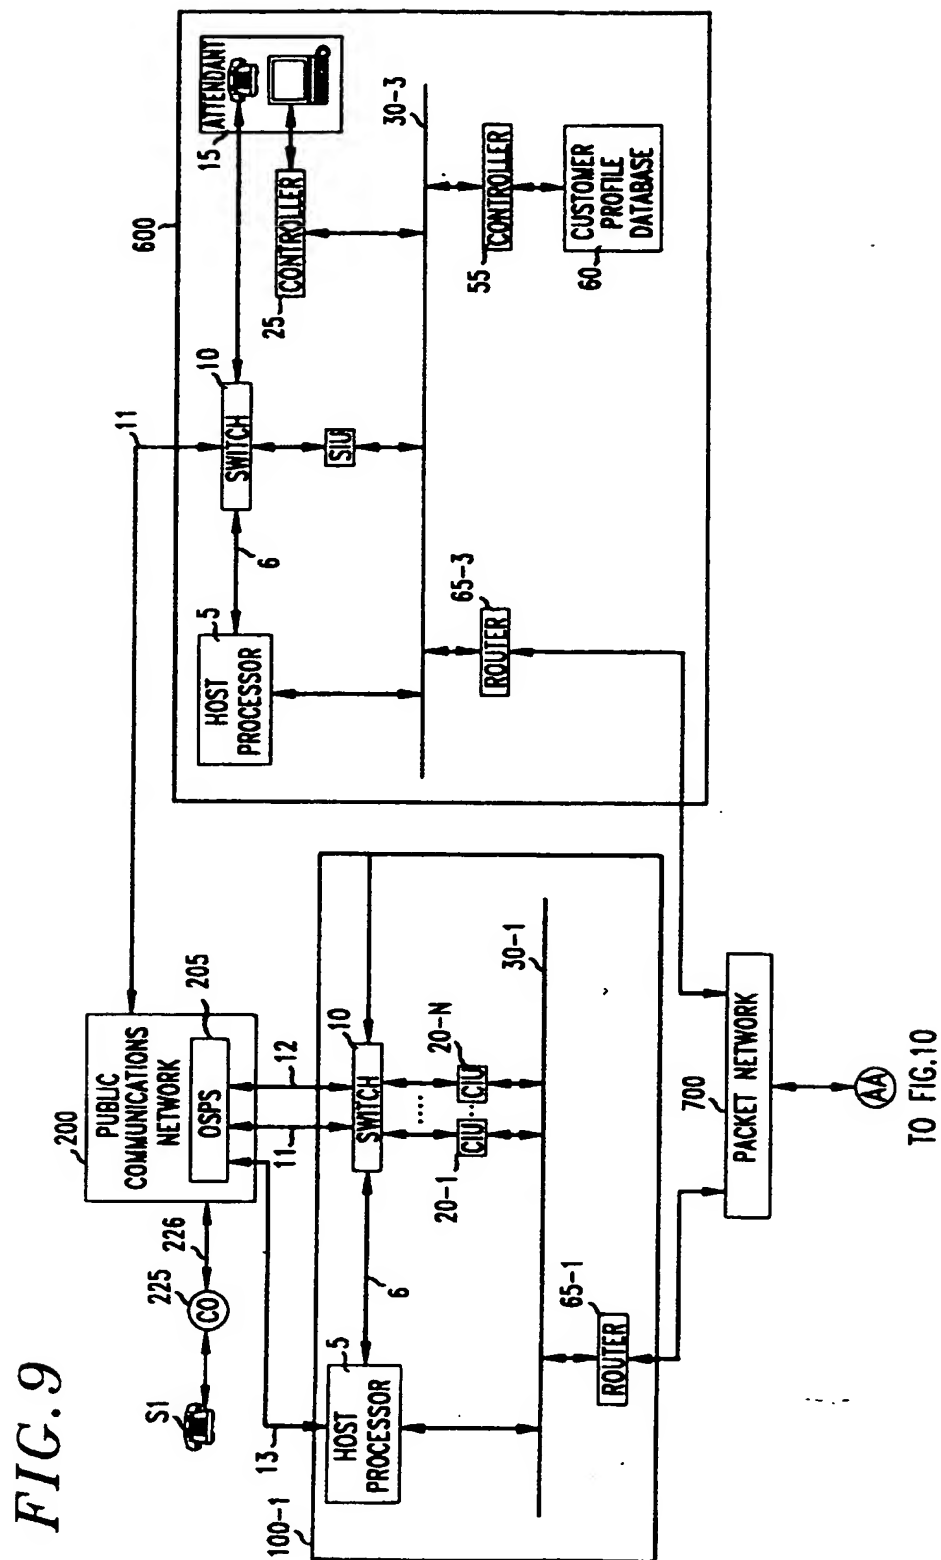 FIG. 9
S1
225
CO
226
200
PUBLIC
COMMUNICATIONS
NETWORK
205
OSPS
11
13
11
12
100-1
5
HOST
PROCESSOR
6
10
SWITCH
20-1
CIU
....
...
20-N
CIU
30-1
65-1
ROUTER
600
5
HOST
PROCESSOR
6
10
SWITCH
SIU
15
ATTENDANT
25
CONTROLLER
30-3
65-3
ROUTER
55
CONTROLLER
60
CUSTOMER
PROFILE
DATABASE
700
PACKET NETWORK
AA
TO FIG.10